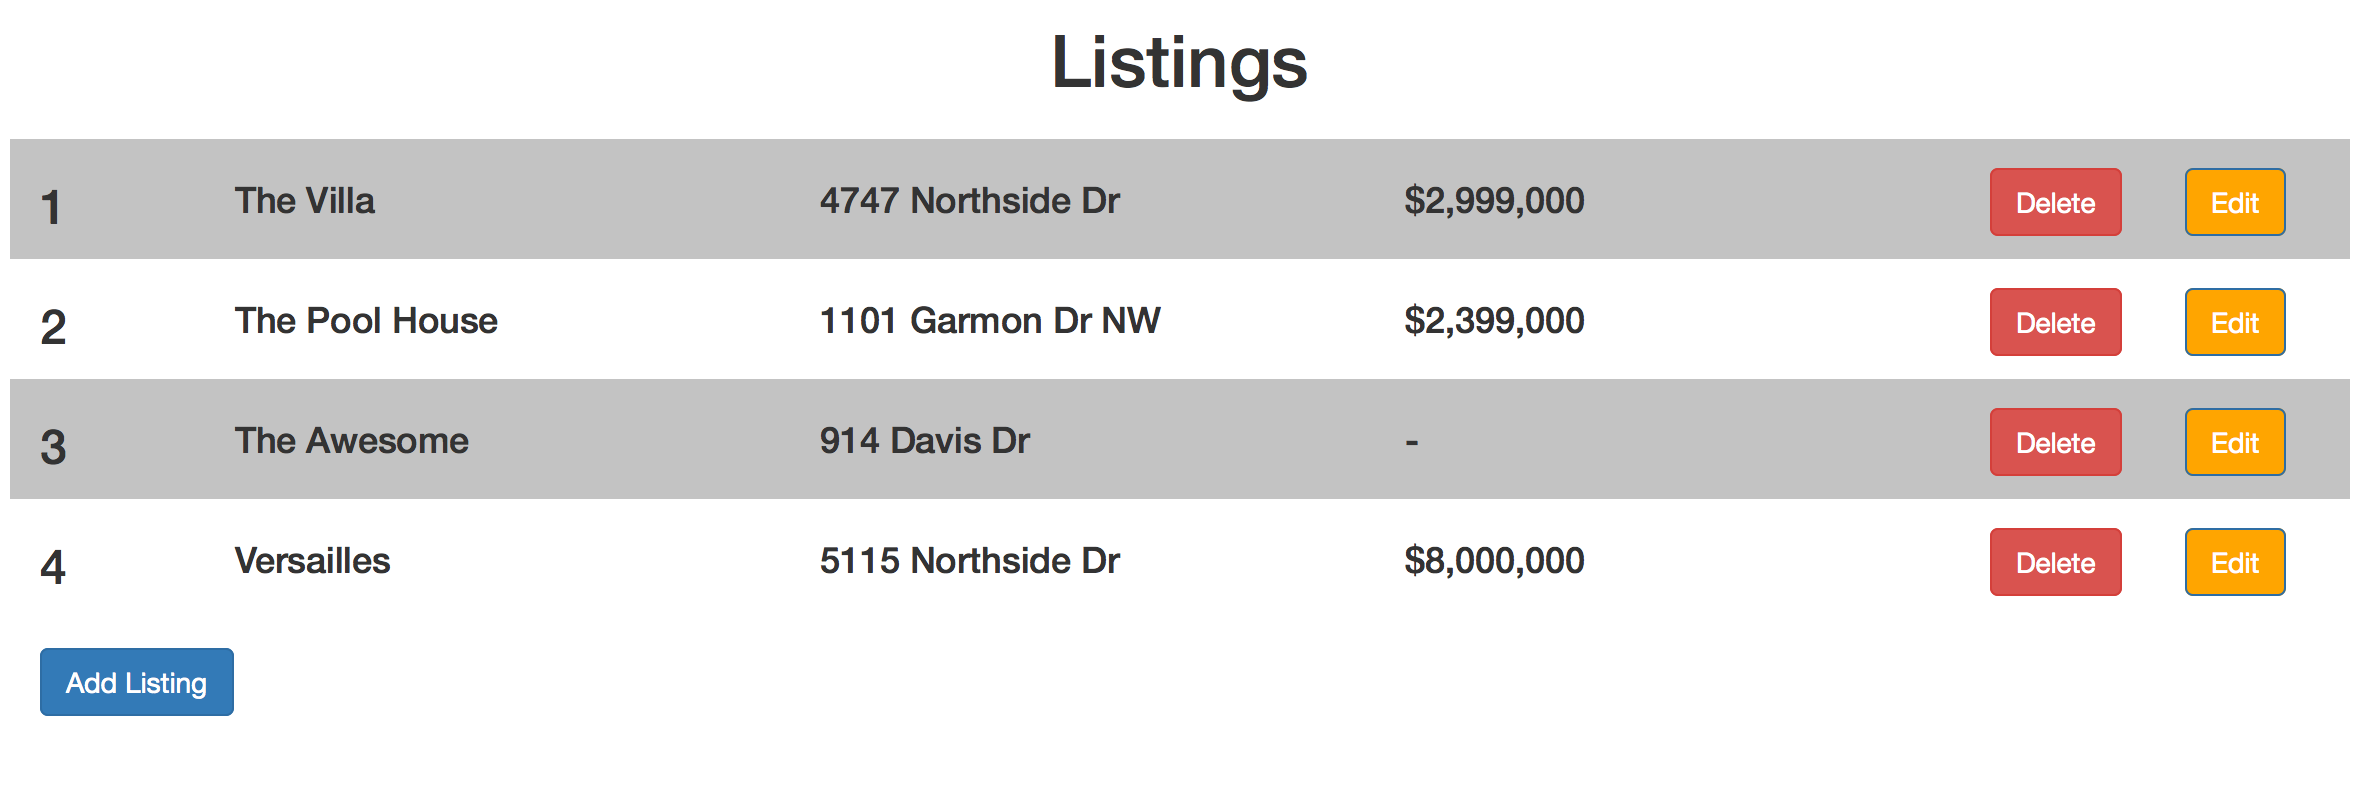 Listings
1 The Villa 4747 Northside Dr $2,999,000 Delete Edit
2 The Pool House 1101 Garmon Dr NW $2,399,000 Delete Edit
3 The Awesome 914 Davis Dr - Delete Edit
4 Versailles 5115 Northside Dr $8,000,000 Delete Edit
Add Listing